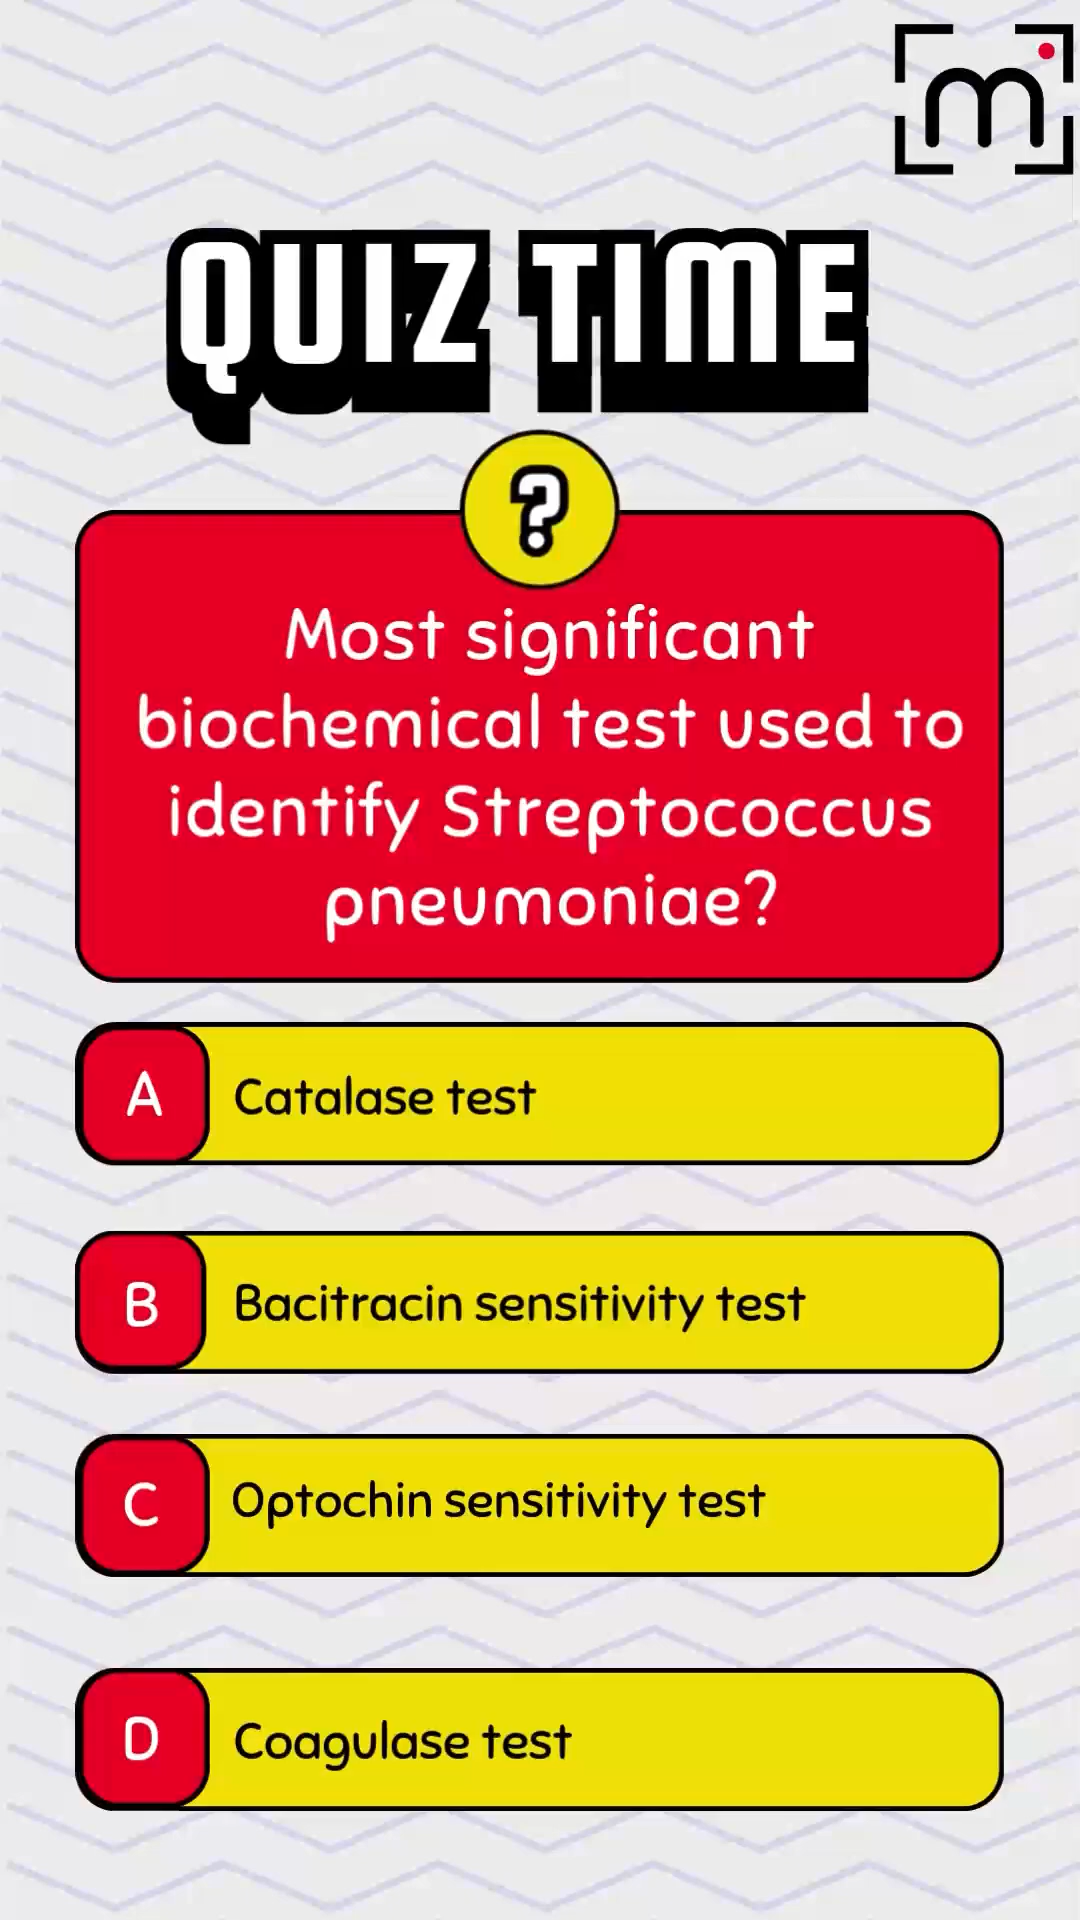 m
QUIZ TIME
?
Most significant
biochemical test used to
identify Streptococcus
pneumoniae?
A Catalase test
B Bacitracin sensitivity test
C Optochin sensitivity test
D Coagulase test